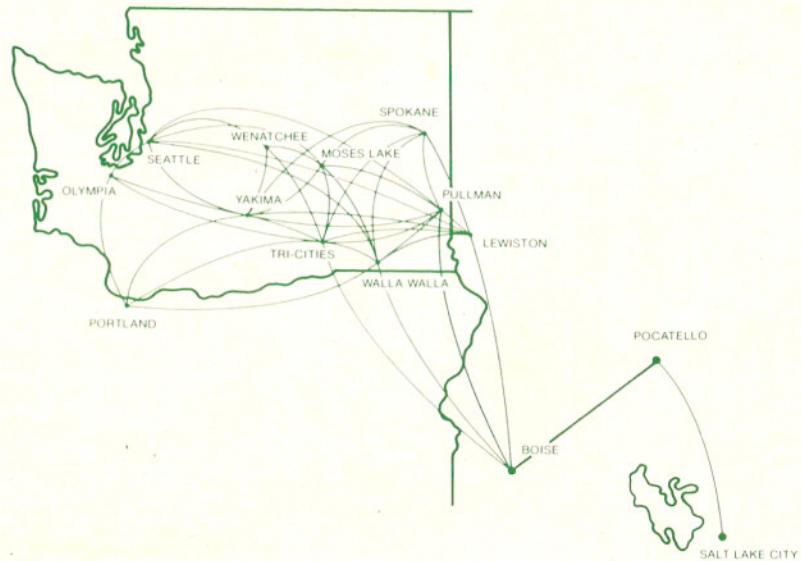 SPOKANE
WENATCHEE
MOSES LAKE
SEATTLE
OLYMPIA
YAKIMA
PULLMAN
LEWISTON
TRI-CITIES
WALLA WALLA
PORTLAND
POCATELLO
BOISE
SALT LAKE CITY